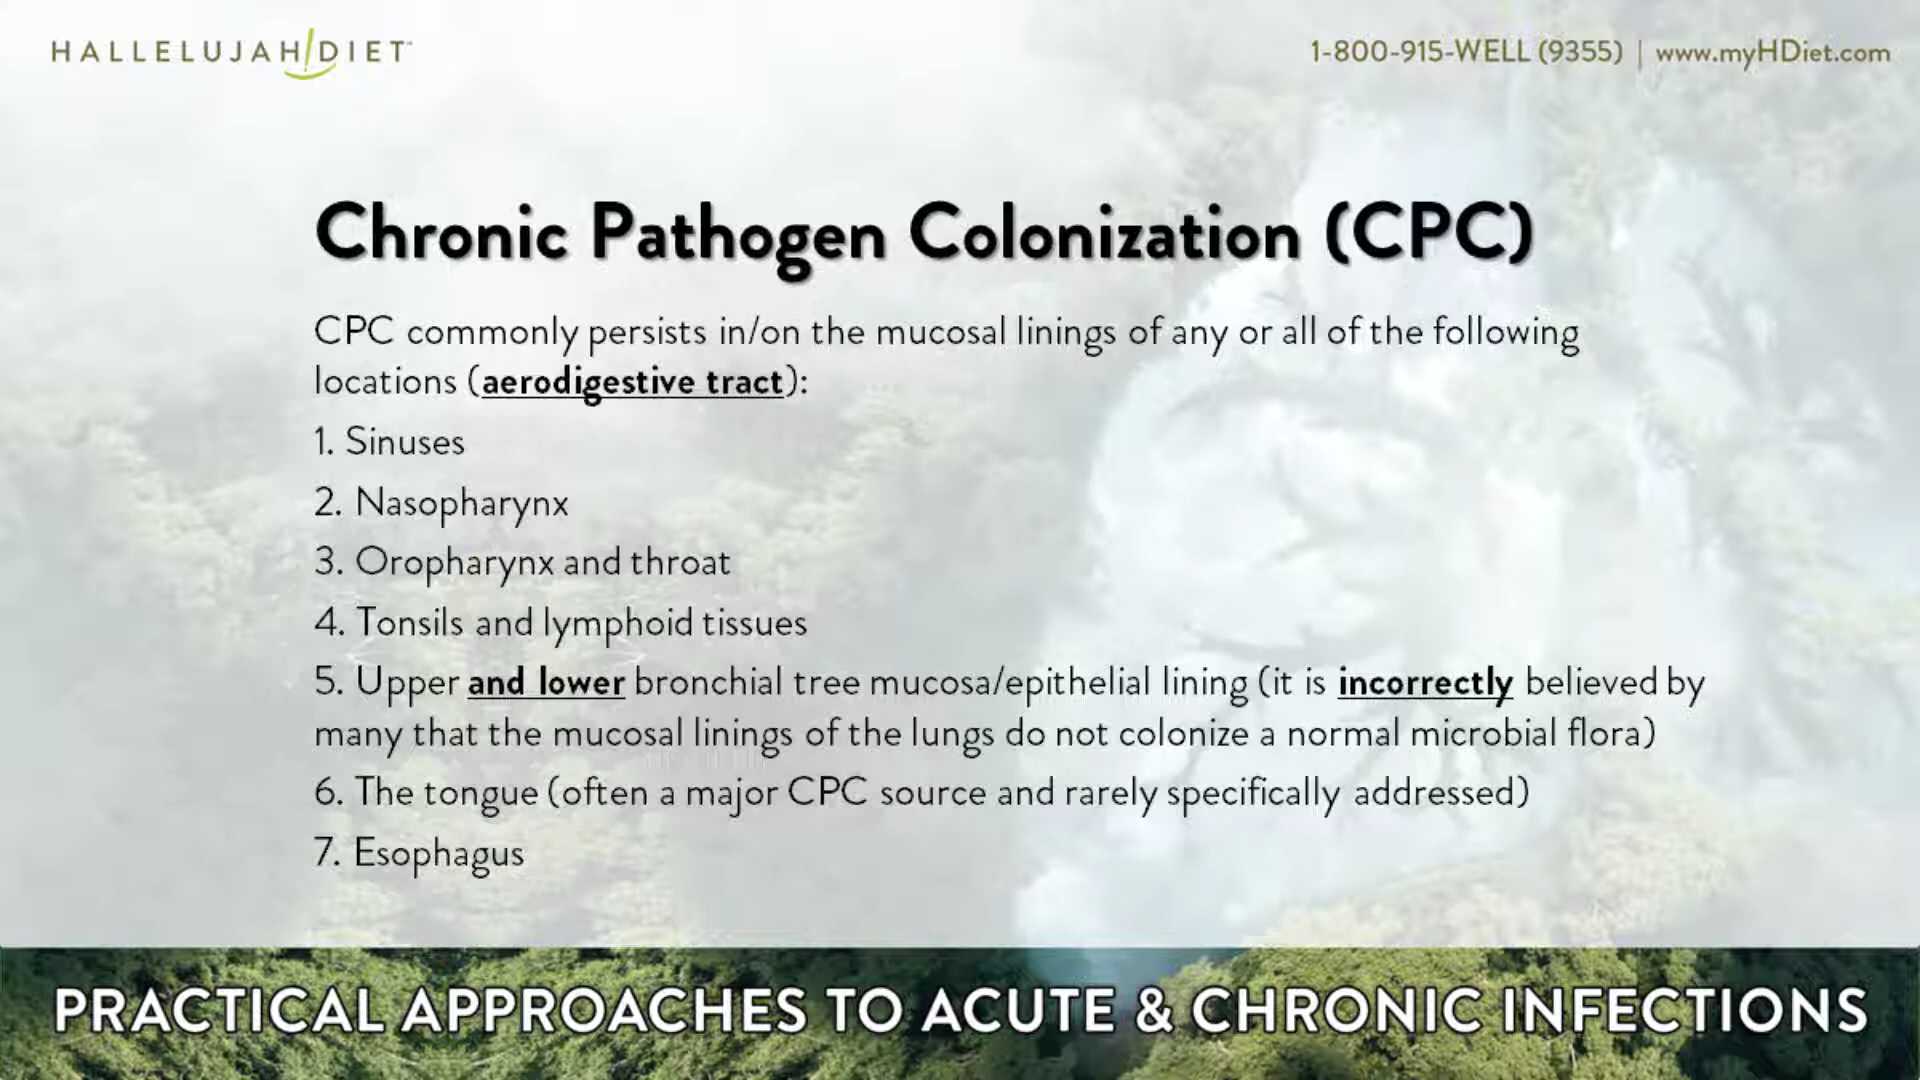 HALLELUJAH DIET™
1-800-915-WELL (9355) | www.myHDiet.com
Chronic Pathogen Colonization (CPC)
CPC commonly persists in/on the mucosal linings of any or all of the following
locations (aerodigestive tract):
1. Sinuses
2. Nasopharynx
3. Oropharynx and throat
4. Tonsils and lymphoid tissues
5. Upper and lower bronchial tree mucosa/epithelial lining (it is incorrectly believed by
many that the mucosal linings of the lungs do not colonize a normal microbial flora)
6. The tongue (often a major CPC source and rarely specifically addressed)
7. Esophagus
PRACTICAL APPROACHES TO ACUTE & CHRONIC INFECTIONS